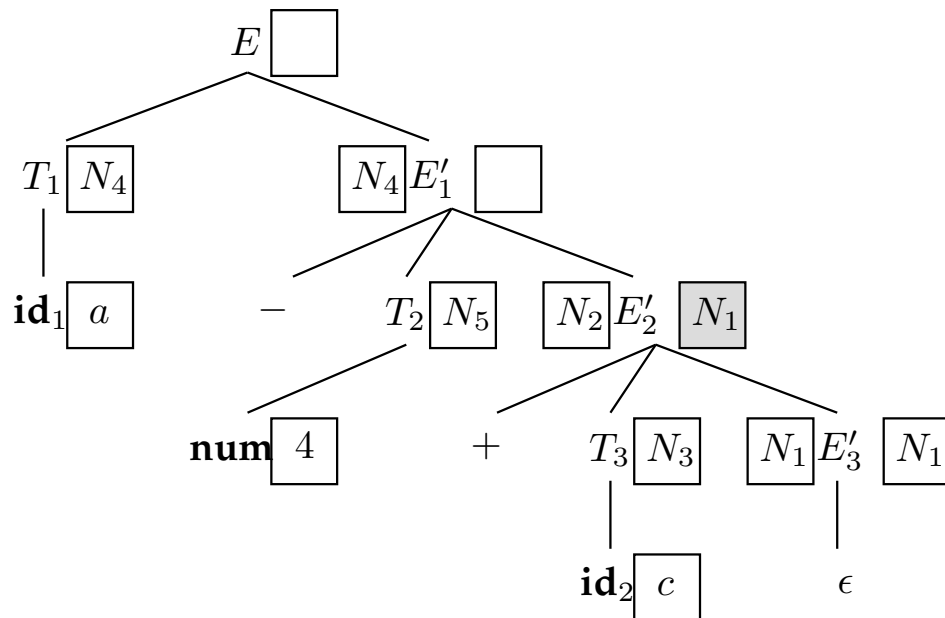 E
T₁ N₄ N₄ E′₁
id₁ a − T₂ N₅ N₂ E′₂ N₁
num 4 + T₃ N₃ N₁ E′₃ N₁
id₂ c ϵ